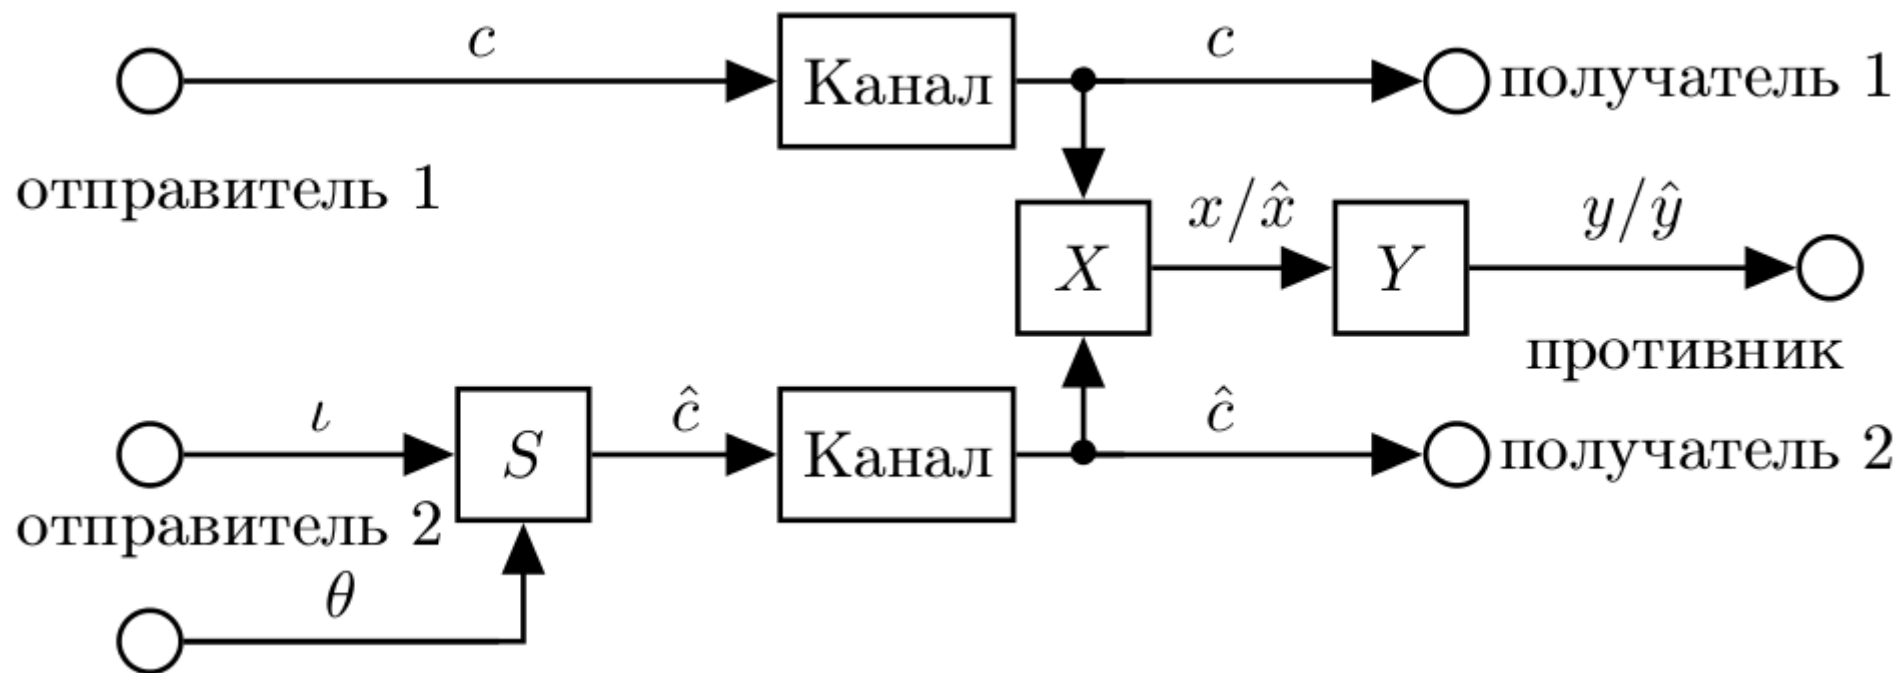 c Канал c получатель 1
отправитель 1
X x/x̂ Y y/ŷ
противник
ι S ĉ Канал ĉ получатель 2
отправитель 2
θ